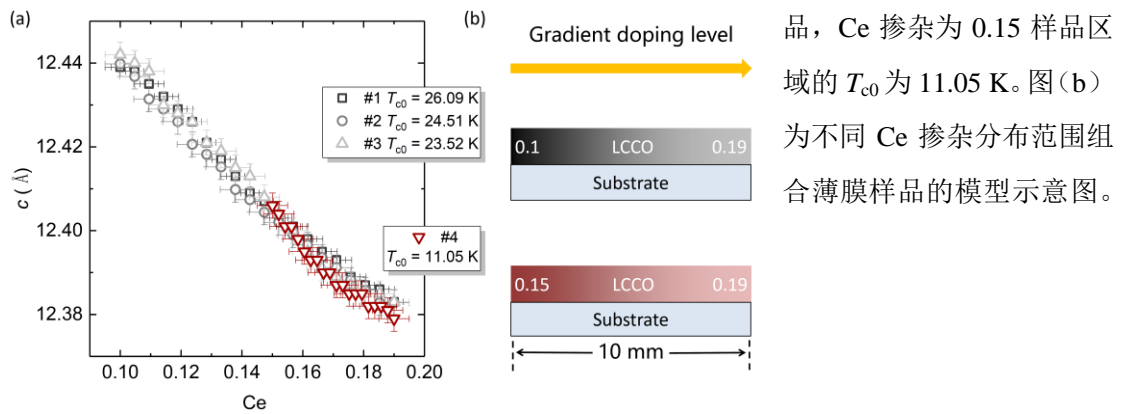 (a)
12.44
12.42
12.40
12.38
c (Å)
#1 Tc0 = 26.09 K
#2 Tc0 = 24.51 K
#3 Tc0 = 23.52 K
#4
Tc0 = 11.05 K
0.10 0.12 0.14 0.16 0.18 0.20
Ce
(b)
Gradient doping level
0.1 LCCO 0.19
Substrate
0.15 LCCO 0.19
Substrate
10 mm
品，Ce 掺杂为 0.15 样品区
域的 Tc0 为 11.05 K。图（b）
为不同 Ce 掺杂分布范围组
合薄膜样品的模型示意图。